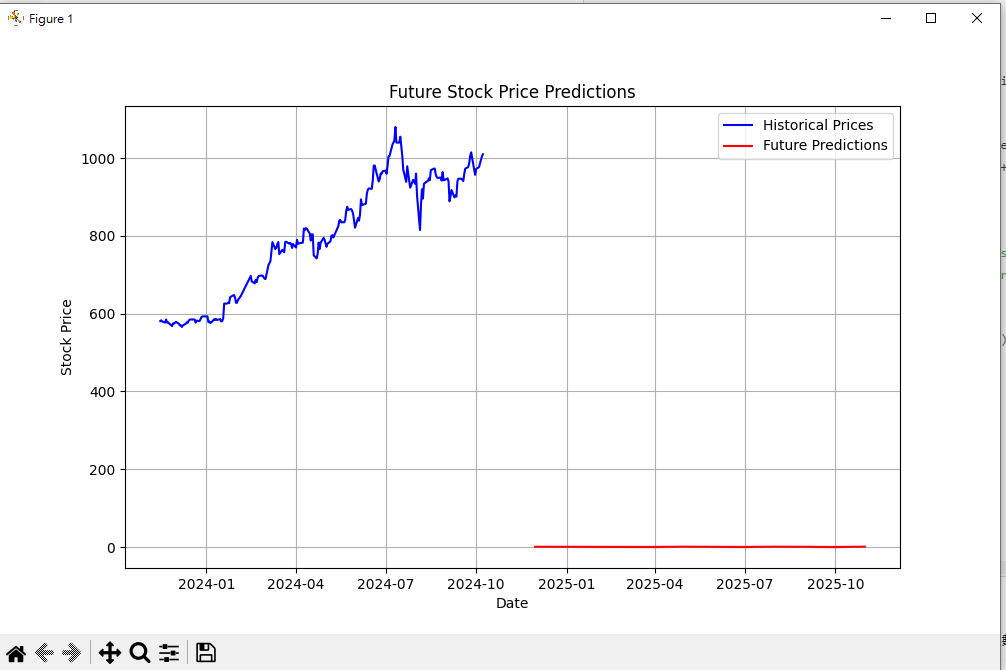 Figure 1
Future Stock Price Predictions
Historical Prices
Future Predictions
1000
800
600
400
200
0
Stock Price
2024-01 2024-04 2024-07 2024-10 2025-01 2025-04 2025-07 2025-10
Date